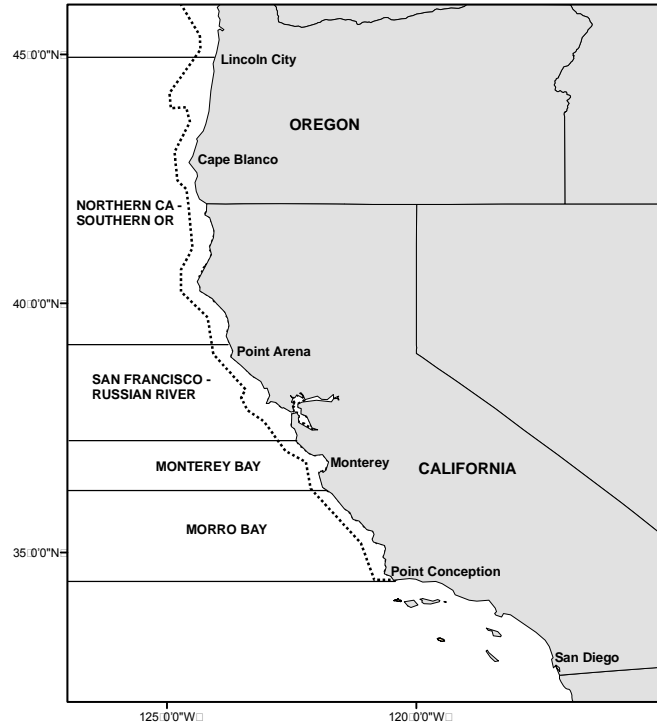 45°0'0"N
Lincoln City
OREGON
Cape Blanco
NORTHERN CA -
SOUTHERN OR
40°0'0"N
Point Arena
SAN FRANCISCO -
RUSSIAN RIVER
MONTEREY BAY
Monterey
CALIFORNIA
MORRO BAY
35°0'0"N
Point Conception
San Diego
125°0'0"W
120°0'0"W